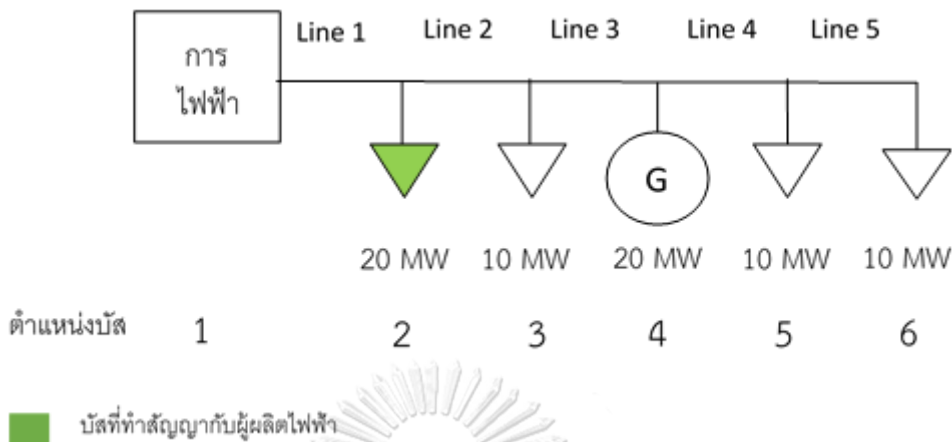 Line 1 Line 2 Line 3 Line 4 Line 5
การ
ไฟฟ้า
G
20 MW 10 MW 20 MW 10 MW 10 MW
ตำแหน่งบัส 1 2 3 4 5 6
บัสที่ทำสัญญากับผู้ผลิตไฟฟ้า